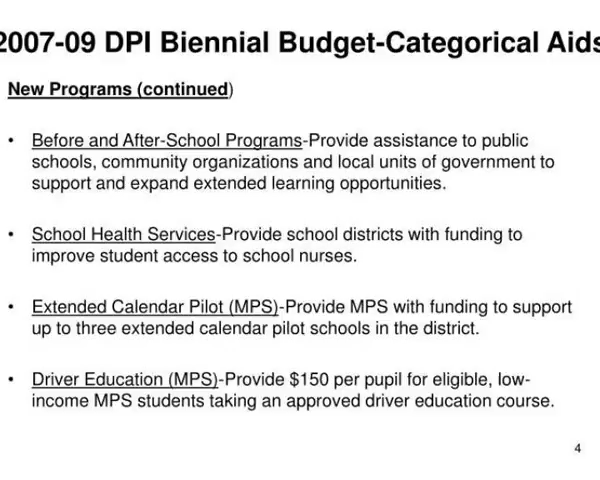 2007-09 DPI Biennial Budget-Categorical Aids
New Programs (continued)
• Before and After-School Programs-Provide assistance to public
schools, community organizations and local units of government to
support and expand extended learning opportunities.
• School Health Services-Provide school districts with funding to
improve student access to school nurses.
• Extended Calendar Pilot (MPS)-Provide MPS with funding to support
up to three extended calendar pilot schools in the district.
• Driver Education (MPS)-Provide $150 per pupil for eligible, low-
income MPS students taking an approved driver education course.
4